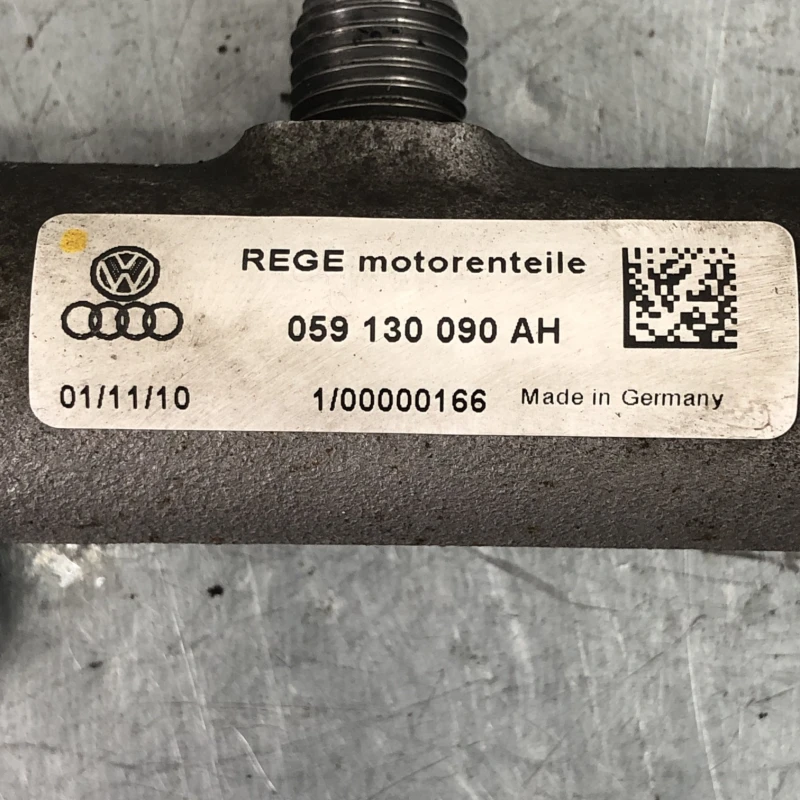 REGE motorenteile
059 130 090 AH
01/11/10 1/00000166 Made in Germany